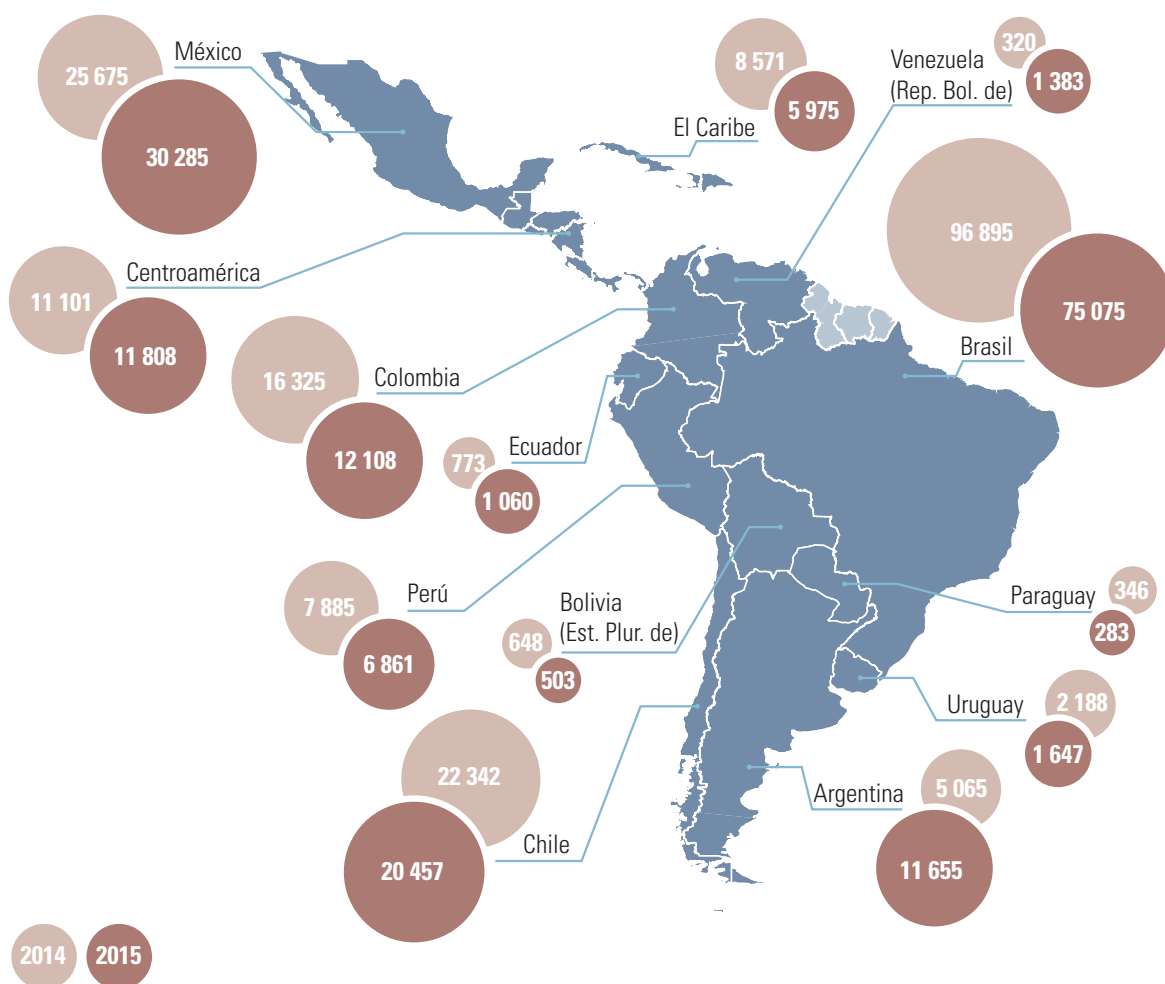 México
25 675
30 285
8 571
5 975
El Caribe
Venezuela
(Rep. Bol. de)
320
1 383
96 895
75 075
Brasil
Centroamérica
11 101
11 808
16 325
12 108
Colombia
Ecuador
773
1 060
Perú
7 885
6 861
Bolivia
(Est. Plur. de)
648
503
Paraguay
346
283
Uruguay
2 188
1 647
Argentina
5 065
11 655
22 342
20 457
Chile
2014
2015